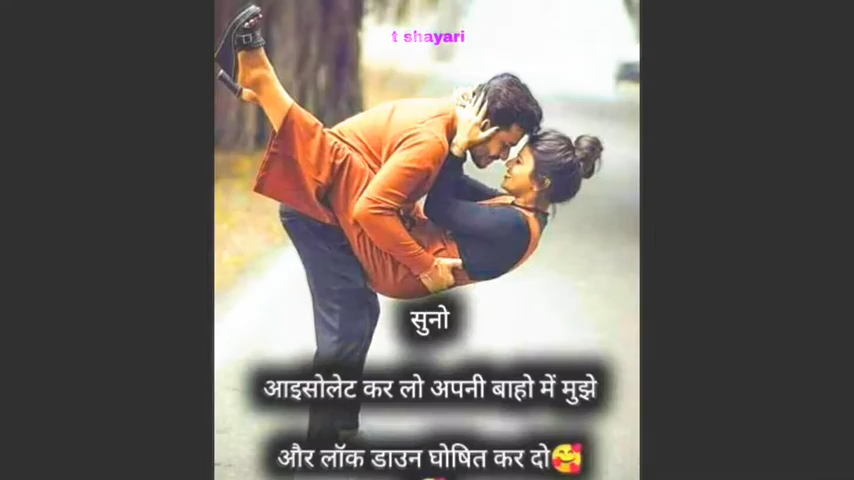 t shayari
सुनो
आइसोलेट कर लो अपनी बाहो में मुझे
और लॉक डाउन घोषित कर दो🥰